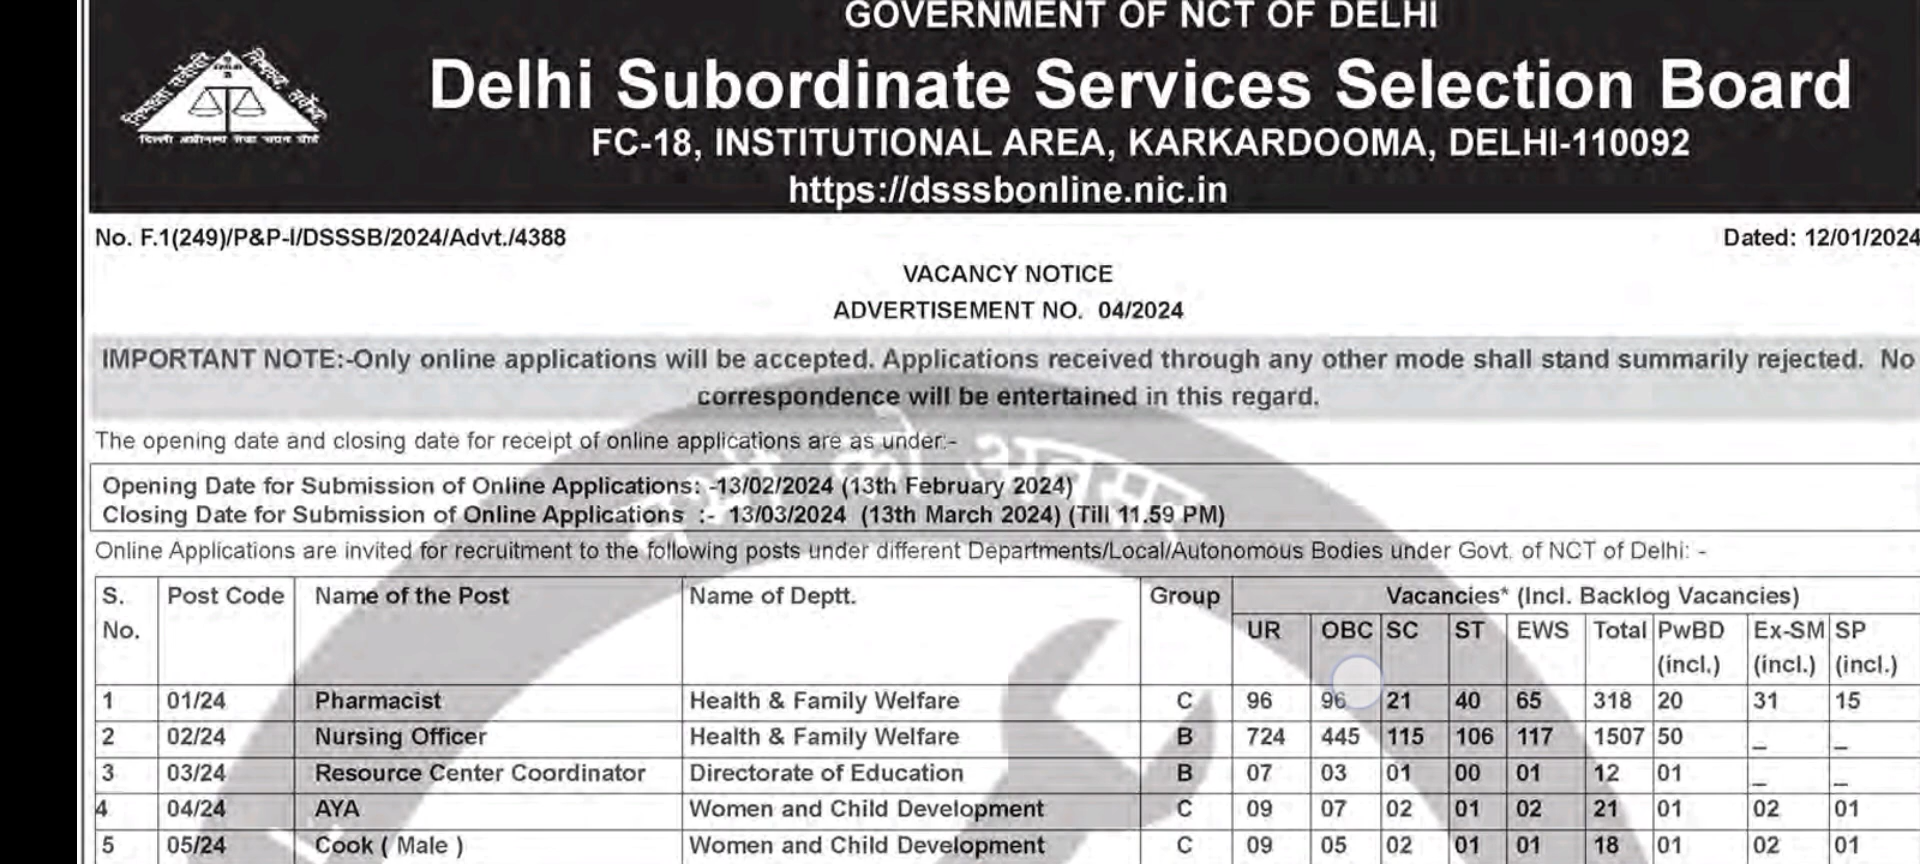 GOVERNMENT OF NCT OF DELHI
Delhi Subordinate Services Selection Board
FC-18, INSTITUTIONAL AREA, KARKARDOOMA, DELHI-110092
https://dsssbonline.nic.in
दिल्ली अधीनस्थ सेवा चयन बोर्ड
No. F.1(249)/P&P-I/DSSSB/2024/Advt./4388 Dated: 12/01/2024
VACANCY NOTICE
ADVERTISEMENT NO. 04/2024
IMPORTANT NOTE:-Only online applications will be accepted. Applications received through any other mode shall stand summarily rejected. No
correspondence will be entertained in this regard.
The opening date and closing date for receipt of online applications are as under:-
Opening Date for Submission of Online Applications: -13/02/2024 (13th February 2024)
Closing Date for Submission of Online Applications :- 13/03/2024 (13th March 2024) (Till 11.59 PM)
को अवसर
Online Applications are invited for recruitment to the following posts under different Departments/Local/Autonomous Bodies under Govt. of NCT of Delhi: -
S. No. Post Code Name of the Post Name of Deptt. Group Vacancies* (Incl. Backlog Vacancies)
UR OBC SC ST EWS Total PwBD (incl.) Ex-SM (incl.) SP (incl.)
1 01/24 Pharmacist Health & Family Welfare C 96 96 21 40 65 318 20 31 15
2 02/24 Nursing Officer Health & Family Welfare B 724 445 115 106 117 1507 50 _ _
3 03/24 Resource Center Coordinator Directorate of Education B 07 03 01 00 01 12 01 _ _
4 04/24 AYA Women and Child Development C 09 07 02 01 02 21 01 02 01
5 05/24 Cook ( Male ) Women and Child Development C 09 05 02 01 01 18 01 02 01